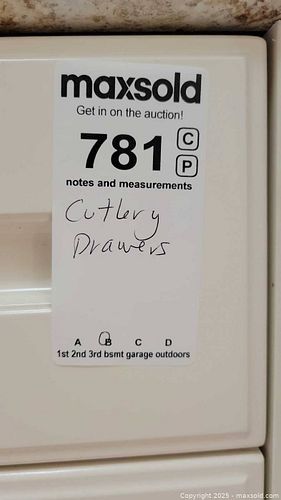 maxsold
Get in on the auction!
781 C
P
notes and measurements
Cutlery
Drawers
A B C D
1st 2nd 3rd bsmt garage outdoors
Copyright 2025 - maxsold.com